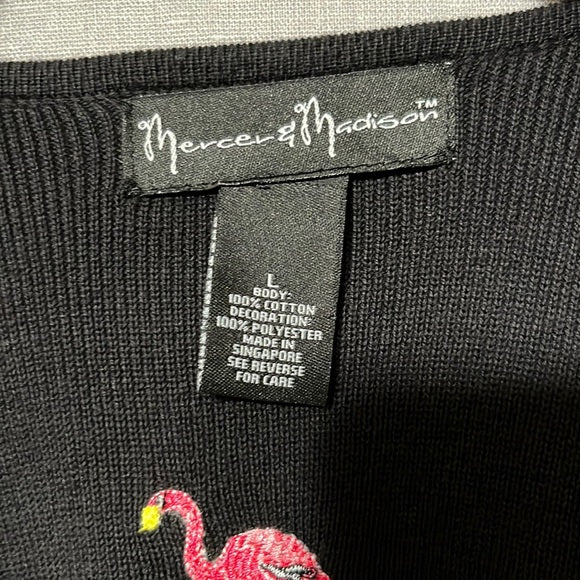 Mercer & Madison™
L
BODY:
100% COTTON
DECORATION:
100% POLYESTER
MADE IN
SINGAPORE
SEE REVERSE
FOR CARE